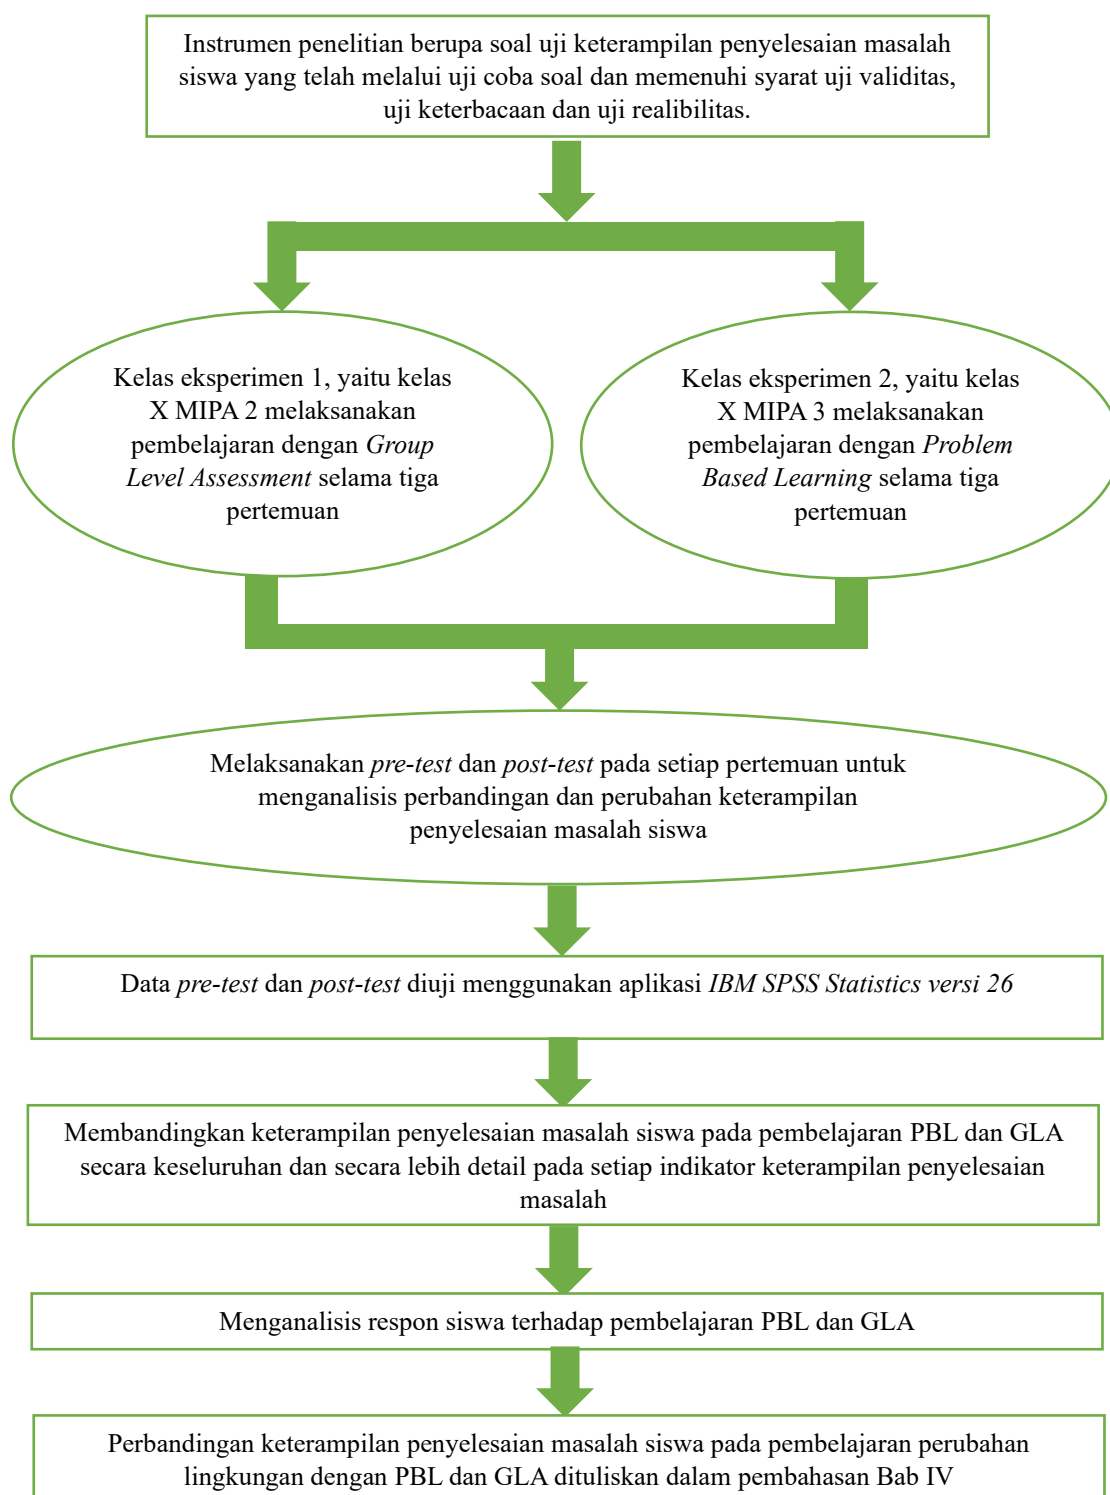 Instrumen penelitian berupa soal uji keterampilan penyelesaian masalah
siswa yang telah melalui uji coba soal dan memenuhi syarat uji validitas,
uji keterbacaan dan uji realibilitas.
Kelas eksperimen 1, yaitu kelas
X MIPA 2 melaksanakan
pembelajaran dengan Group
Level Assessment selama tiga
pertemuan
Kelas eksperimen 2, yaitu kelas
X MIPA 3 melaksanakan
pembelajaran dengan Problem
Based Learning selama tiga
pertemuan
Melaksanakan pre-test dan post-test pada setiap pertemuan untuk
menganalisis perbandingan dan perubahan keterampilan
penyelesaian masalah siswa
Data pre-test dan post-test diuji menggunakan aplikasi IBM SPSS Statistics versi 26
Membandingkan keterampilan penyelesaian masalah siswa pada pembelajaran PBL dan GLA
secara keseluruhan dan secara lebih detail pada setiap indikator keterampilan penyelesaian
masalah
Menganalisis respon siswa terhadap pembelajaran PBL dan GLA
Perbandingan keterampilan penyelesaian masalah siswa pada pembelajaran perubahan
lingkungan dengan PBL dan GLA dituliskan dalam pembahasan Bab IV